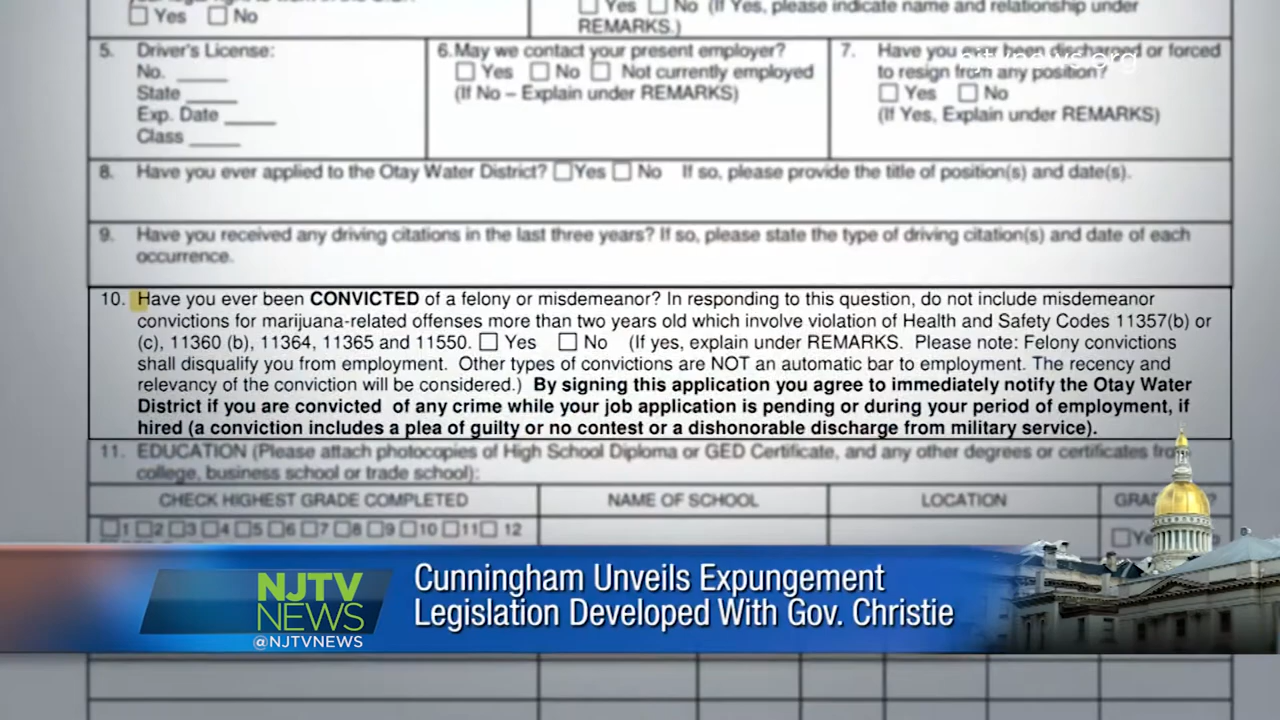 Yes No
Yes No (If Yes, please indicate name and relationship under
REMARKS.)
njtvnews.org
5. Driver's License:
No.
State
Exp. Date
Class
6. May we contact your present employer?
Yes No Not currently employed
(If No – Explain under REMARKS)
7. Have you ever been discharged or forced
to resign from any position?
Yes No
(If Yes, Explain under REMARKS)
8. Have you ever applied to the Otay Water District? Yes No If so, please provide the title of position(s) and date(s).
9. Have you received any driving citations in the last three years? If so, please state the type of driving citation(s) and date of each
occurrence.
10. Have you ever been CONVICTED of a felony or misdemeanor? In responding to this question, do not include misdemeanor
convictions for marijuana-related offenses more than two years old which involve violation of Health and Safety Codes 11357(b) or
(c), 11360 (b), 11364, 11365 and 11550. Yes No (If yes, explain under REMARKS. Please note: Felony convictions
shall disqualify you from employment. Other types of convictions are NOT an automatic bar to employment. The recency and
relevancy of the conviction will be considered.) By signing this application you agree to immediately notify the Otay Water
District if you are convicted of any crime while your job application is pending or during your period of employment, if
hired (a conviction includes a plea of guilty or no contest or a dishonorable discharge from military service).
11. EDUCATION (Please attach photocopies of High School Diploma or GED Certificate, and any other degrees or certificates from
college, business school or trade school):
CHECK HIGHEST GRADE COMPLETED NAME OF SCHOOL LOCATION
1 2 3 4 5 6 7 8 9 10 11 12
NJTV
NEWS
@NJTVNEWS
Cunningham Unveils Expungement
Legislation Developed With Gov. Christie